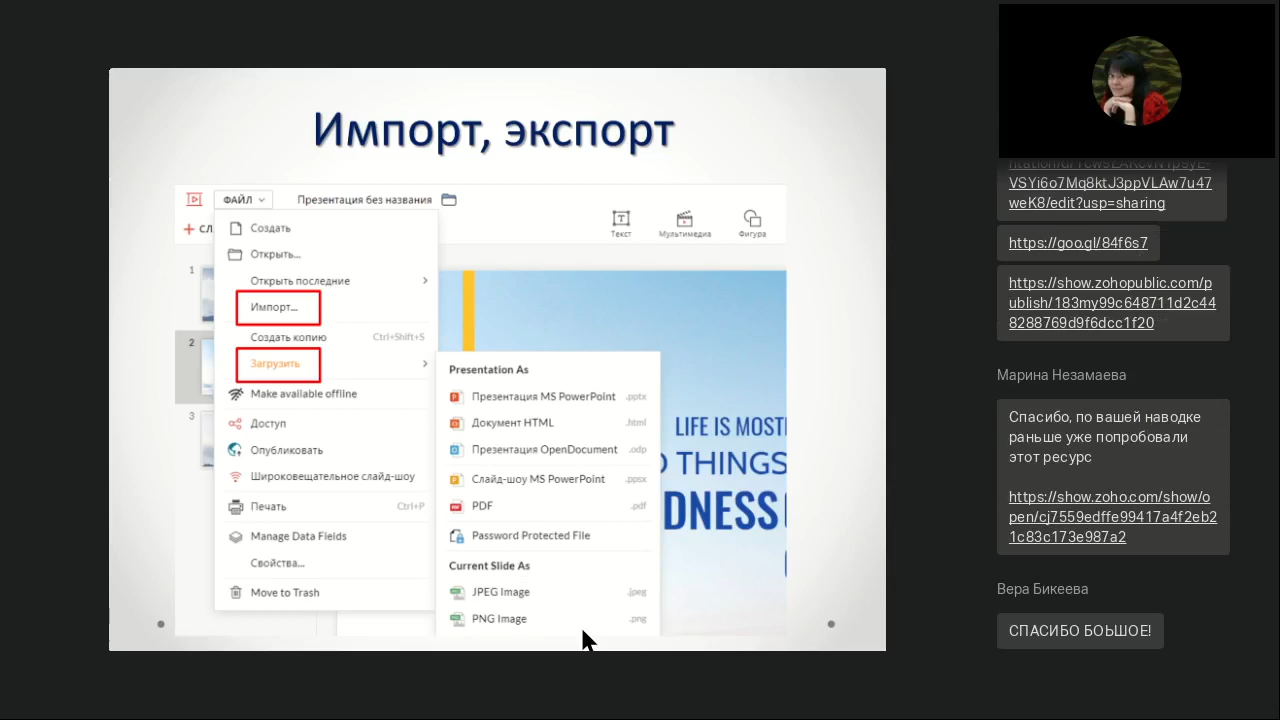 Импорт, экспорт
ФАЙЛ
Презентация без названия
Текст
Мультимедиа
Фигура
1
2
3
Создать
Открыть...
Открыть последние
Импорт...
Создать копию Ctrl+Shift+S
Загрузить
Make available offline
Доступ
Опубликовать
Широковещательное слайд-шоу
Печать Ctrl+P
Manage Data Fields
Свойства...
Move to Trash
Presentation As
Презентация MS PowerPoint .pptx
Документ HTML .html
Презентация OpenDocument .odp
Слайд-шоу MS PowerPoint .ppsx
PDF .pdf
Password Protected File
Current Slide As
JPEG Image .jpeg
PNG Image .png
LIFE IS
THINGS
DNESS
VSYi6o7Mq8ktJ3ppVLAw7u47
weK8/edit?usp=sharing
https://goo.gl/84f6s7
https://show.zohopublic.com/p
ublish/183my99c648711d2c44
8288769d9f6dcc1f20
Марина Незамаева
Спасибо, по вашей наводке
раньше уже попробовали
этот ресурс
https://show.zoho.com/show/o
pen/cj7559edffe99417a4f2eb2
1c83c173e987a2
Вера Бикеева
СПАСИБО БОЬШОЕ!